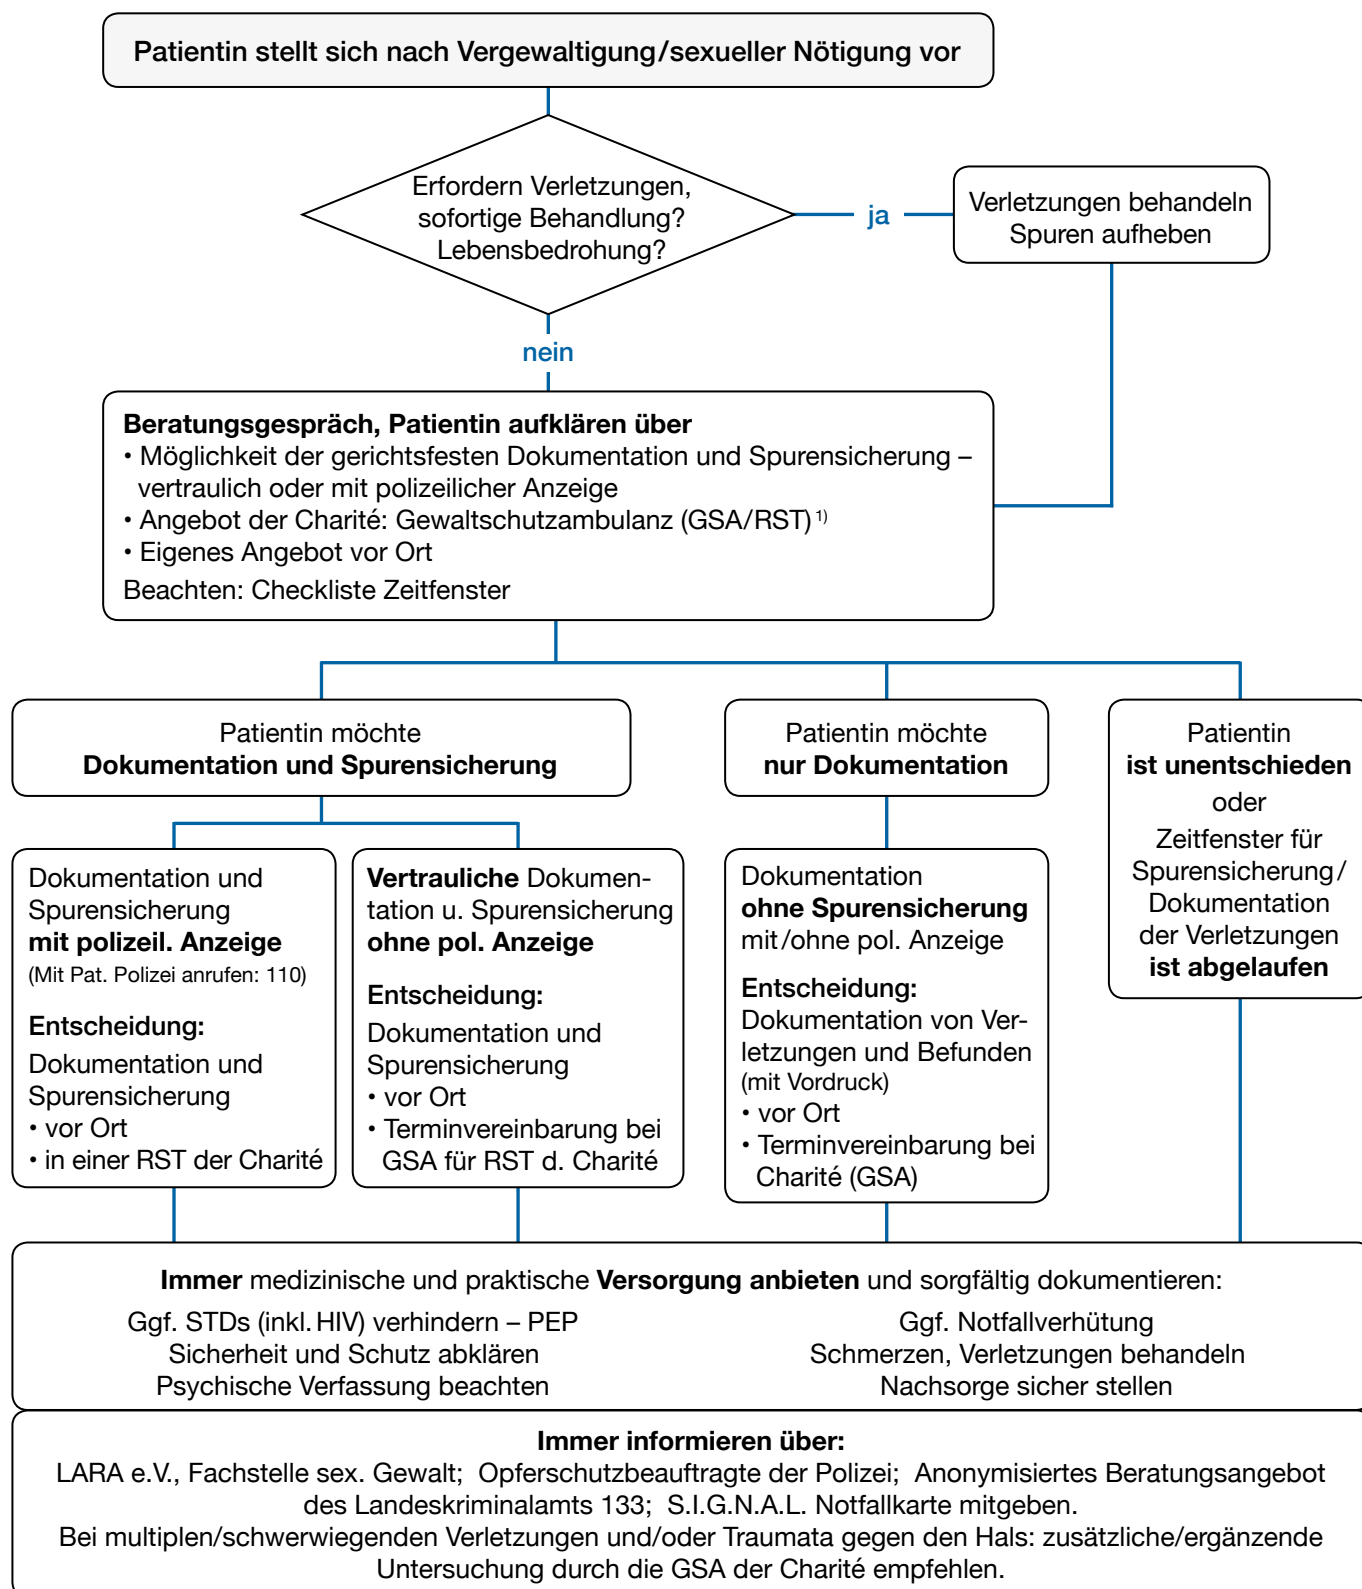 Patientin stellt sich nach Vergewaltigung/sexueller Nötigung vor
Erfordern Verletzungen,
sofortige Behandlung?
Lebensbedrohung?
ja
Verletzungen behandeln
Spuren aufheben
nein
Beratungsgespräch, Patientin aufklären über
• Möglichkeit der gerichtsfesten Dokumentation und Spurensicherung –
vertraulich oder mit polizeilicher Anzeige
• Angebot der Charité: Gewaltschutzambulanz (GSA/RST) 1)
• Eigenes Angebot vor Ort
Beachten: Checkliste Zeitfenster
Patientin möchte
Dokumentation und Spurensicherung
Patientin möchte
nur Dokumentation
Patientin
ist unentschieden
oder
Zeitfenster für
Spurensicherung/
Dokumentation
der Verletzungen
ist abgelaufen
Dokumentation und
Spurensicherung
mit polizeil. Anzeige
(Mit Pat. Polizei anrufen: 110)
Entscheidung:
Dokumentation und
Spurensicherung
• vor Ort
• in einer RST der Charité
Vertrauliche Dokumen-
tation u. Spurensicherung
ohne pol. Anzeige
Entscheidung:
Dokumentation und
Spurensicherung
• vor Ort
• Terminvereinbarung bei
GSA für RST d. Charité
Dokumentation
ohne Spurensicherung
mit/ohne pol. Anzeige
Entscheidung:
Dokumentation von Ver-
letzungen und Befunden
(mit Vordruck)
• vor Ort
• Terminvereinbarung bei
Charité (GSA)
Immer medizinische und praktische Versorgung anbieten und sorgfältig dokumentieren:
Ggf. STDs (inkl. HIV) verhindern – PEP
Sicherheit und Schutz abklären
Psychische Verfassung beachten
Ggf. Notfallverhütung
Schmerzen, Verletzungen behandeln
Nachsorge sicher stellen
Immer informieren über:
LARA e.V., Fachstelle sex. Gewalt; Opferschutzbeauftragte der Polizei; Anonymisiertes Beratungsangebot
des Landeskriminalamts 133; S.I.G.N.A.L. Notfallkarte mitgeben.
Bei multiplen/schwerwiegenden Verletzungen und/oder Traumata gegen den Hals: zusätzliche/ergänzende
Untersuchung durch die GSA der Charité empfehlen.